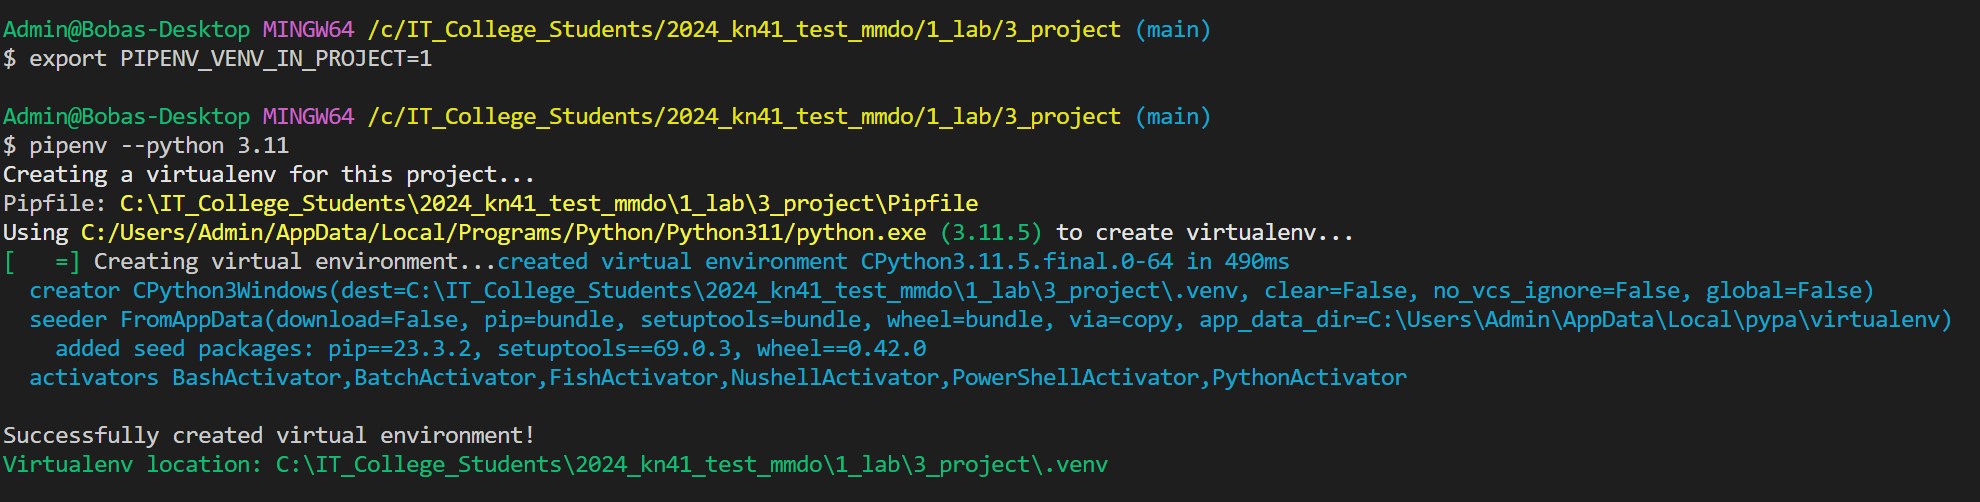 Admin@Bobas-Desktop MINGW64 /c/IT_College_Students/2024_kn41_test_mmdo/1_lab/3_project (main)
$ export PIPENV_VENV_IN_PROJECT=1
Admin@Bobas-Desktop MINGW64 /c/IT_College_Students/2024_kn41_test_mmdo/1_lab/3_project (main)
$ pipenv --python 3.11
Creating a virtualenv for this project...
Pipfile: C:\IT_College_Students\2024_kn41_test_mmdo\1_lab\3_project\Pipfile
Using C:/Users/Admin/AppData/Local/Programs/Python/Python311/python.exe (3.11.5) to create virtualenv...
[   =] Creating virtual environment...created virtual environment CPython3.11.5.final.0-64 in 490ms
  creator CPython3Windows(dest=C:\IT_College_Students\2024_kn41_test_mmdo\1_lab\3_project\.venv, clear=False, no_vcs_ignore=False, global=False)
  seeder FromAppData(download=False, pip=bundle, setuptools=bundle, wheel=bundle, via=copy, app_data_dir=C:\Users\Admin\AppData\Local\pypa\virtualenv)
    added seed packages: pip==23.3.2, setuptools==69.0.3, wheel==0.42.0
  activators BashActivator,BatchActivator,FishActivator,NushellActivator,PowerShellActivator,PythonActivator
Successfully created virtual environment!
Virtualenv location: C:\IT_College_Students\2024_kn41_test_mmdo\1_lab\3_project\.venv